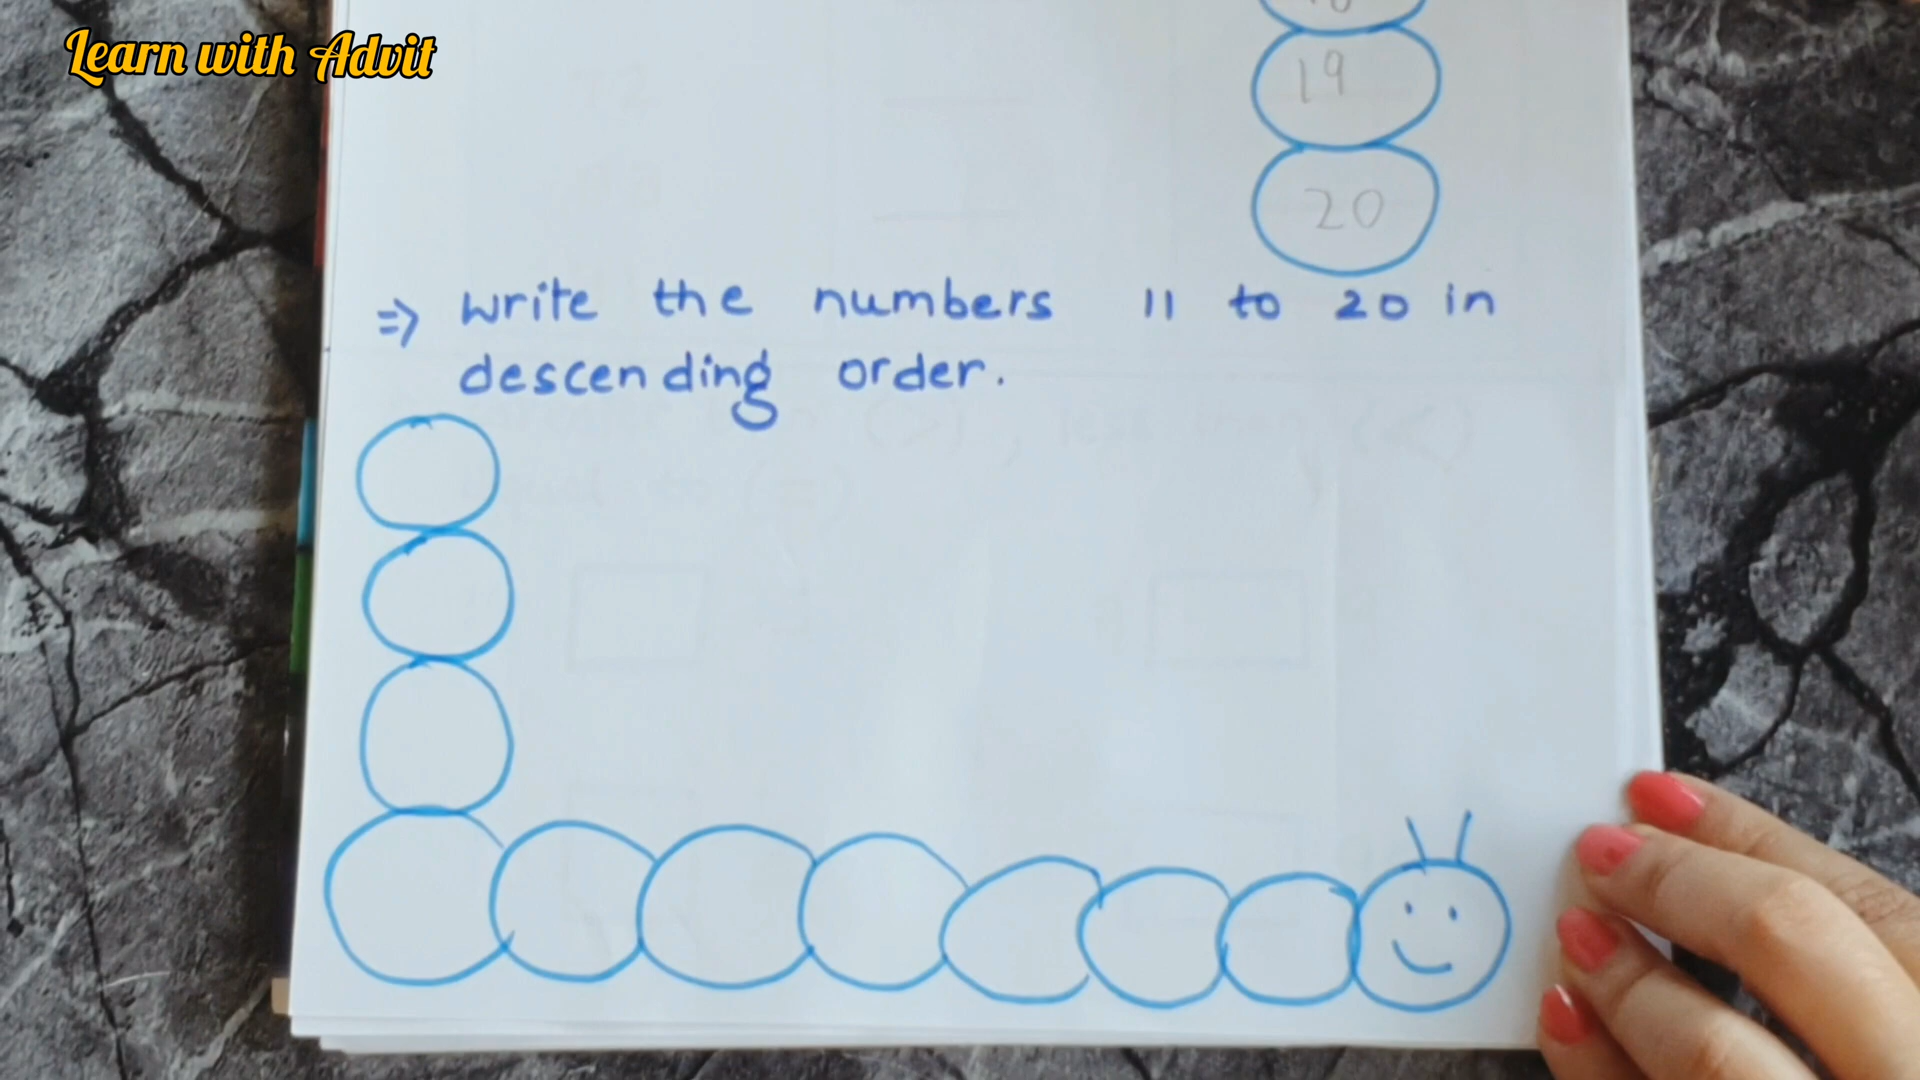 Learn with Advit
19
20
=> write the numbers 11 to 20 in
descending order.